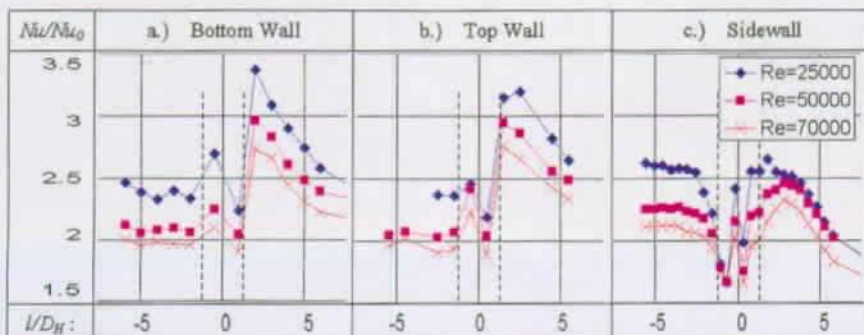 Nu/Nu0 a.) Bottom Wall b.) Top Wall c.) Sidewall
3.5
3
2.5
2
1.5
Re=25000
Re=50000
Re=70000
l/DH: -5 0 5 -5 0 5 -5 0 5